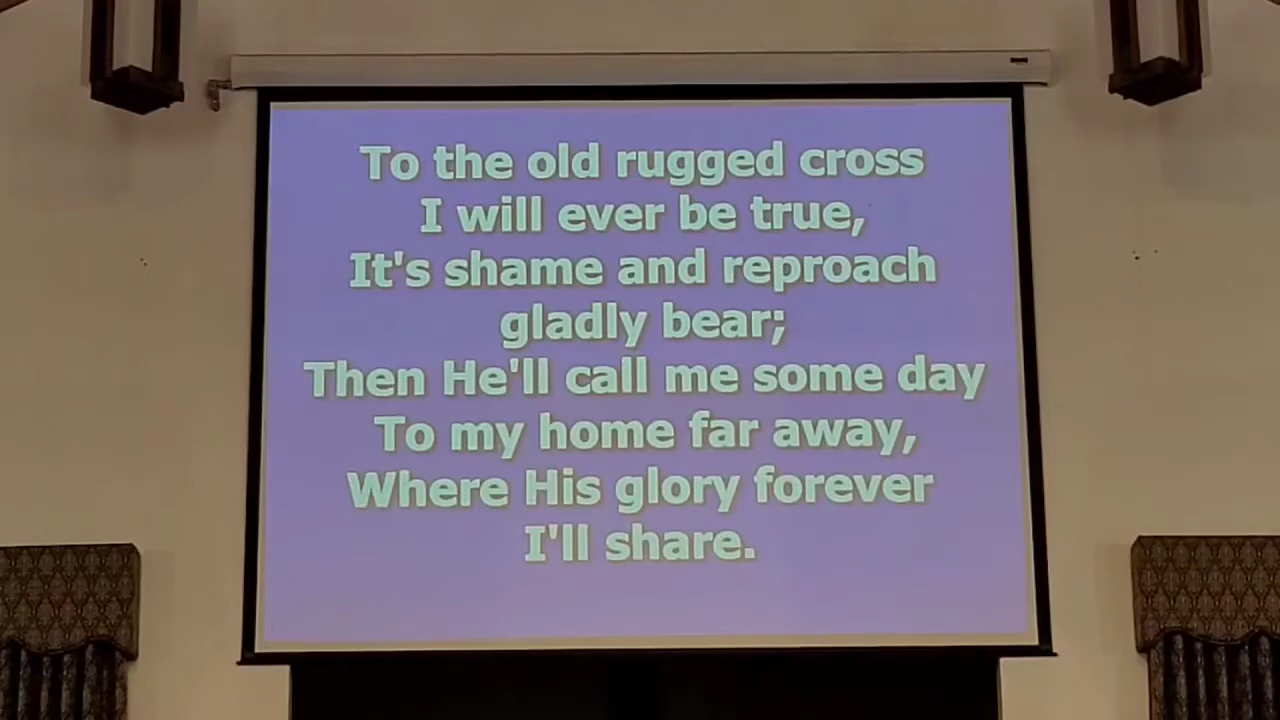 To the old rugged cross
I will ever be true,
It's shame and reproach
gladly bear;
Then He'll call me some day
To my home far away,
Where His glory forever
I'll share.